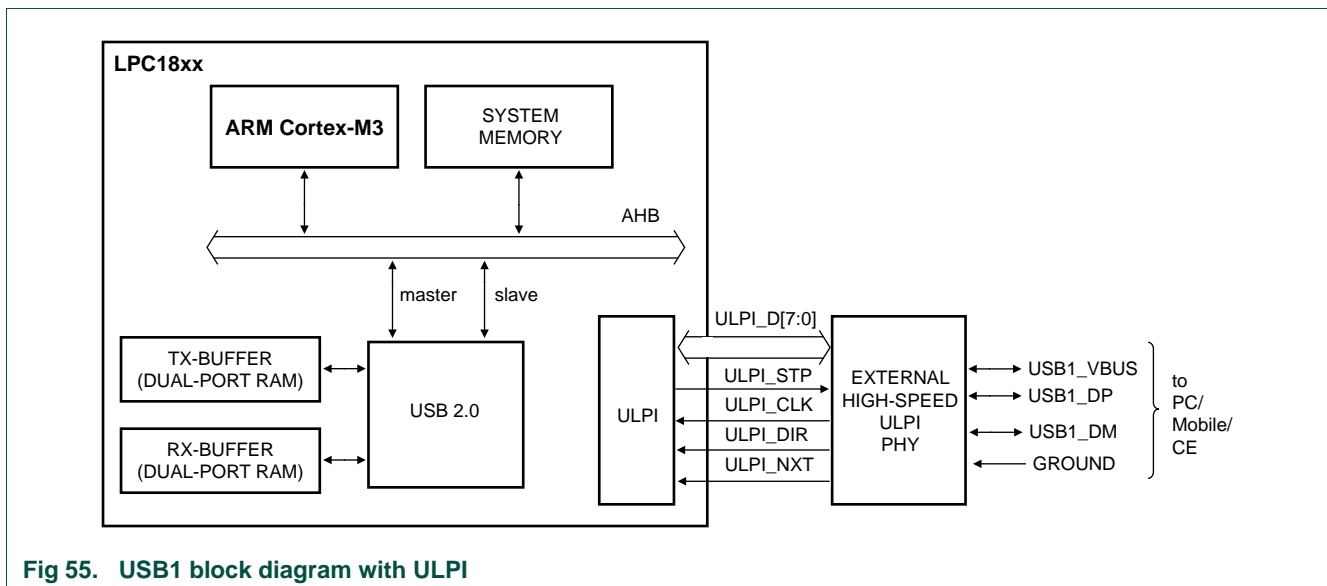 LPC18xx
ARM Cortex-M3
SYSTEM
MEMORY
AHB
master
slave
TX-BUFFER
(DUAL-PORT RAM)
RX-BUFFER
(DUAL-PORT RAM)
USB 2.0
ULPI
ULPI_D[7:0]
ULPI_STP
ULPI_CLK
ULPI_DIR
ULPI_NXT
EXTERNAL
HIGH-SPEED
ULPI
PHY
USB1_VBUS
USB1_DP
USB1_DM
GROUND
to
PC/
Mobile/
CE
Fig 55. USB1 block diagram with ULPI